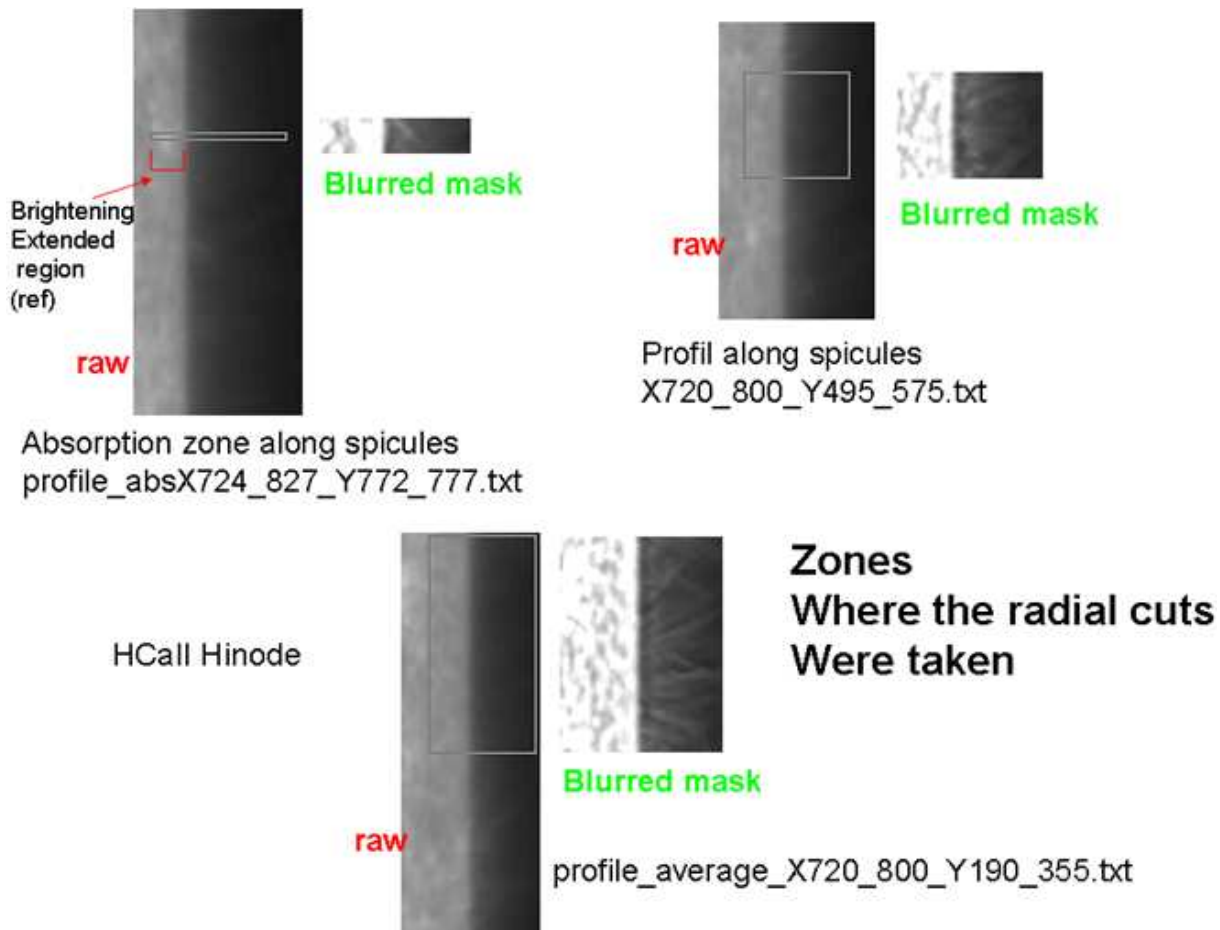 Blurred mask
Brightening
Extended
region
(ref)
raw
Absorption zone along spicules
profile_absX724_827_Y772_777.txt
Blurred mask
raw
Profil along spicules
X720_800_Y495_575.txt
HCaII Hinode
Blurred mask
raw
profile_average_X720_800_Y190_355.txt
Zones
Where the radial cuts
Were taken